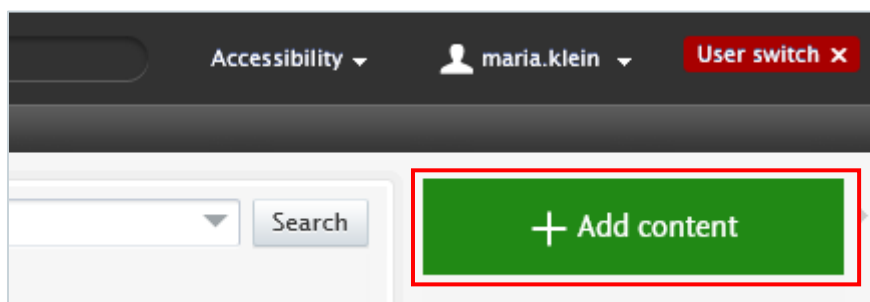 Accessibility
maria.klein
User switch ×
Search
+ Add content